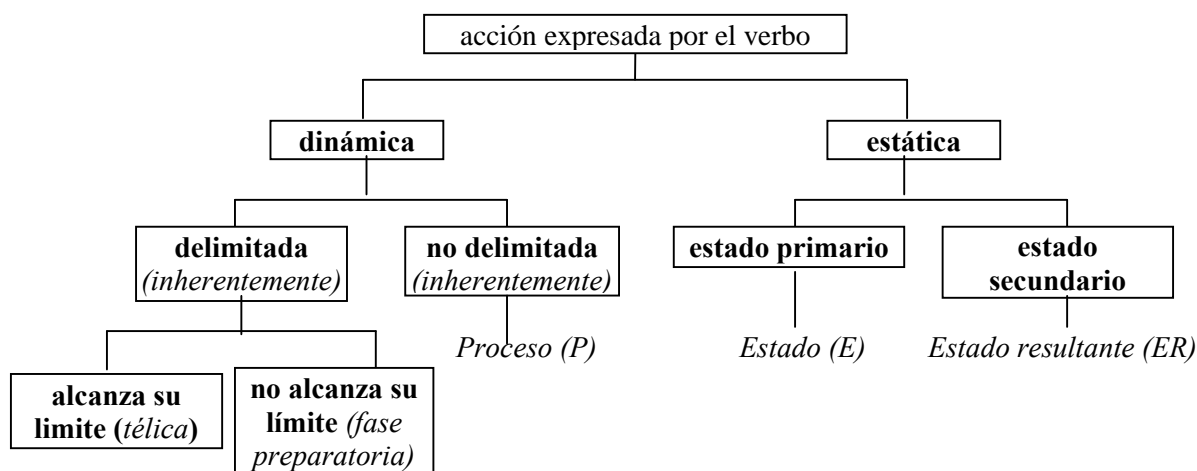 acción expresada por el verbo
dinámica
estática
delimitada
(inherentemente)
no delimitada
(inherentemente)
estado primario
estado
secundario
Proceso (P)
Estado (E)
Estado resultante (ER)
alcanza su
limite (télica)
no alcanza su
límite (fase
preparatoria)